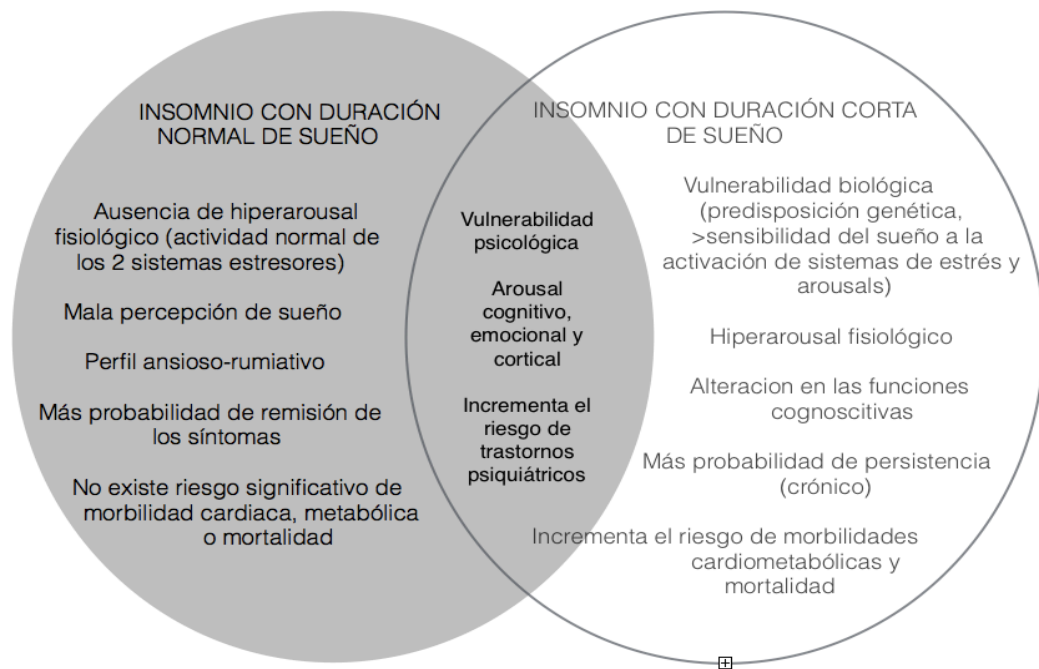 INSOMNIO CON DURACIÓN
NORMAL DE SUEÑO
Ausencia de hiperarousal
fisiológico (actividad normal de
los 2 sistemas estresores)
Mala percepción de sueño
Perfil ansioso-rumiativo
Más probabilidad de remisión de
los síntomas
No existe riesgo significativo de
morbilidad cardiaca, metabólica
o mortalidad
Vulnerabilidad
psicológica
Arousal
cognitivo,
emocional y
cortical
Incrementa el
riesgo de
trastornos
psiquiátricos
INSOMNIO CON DURACIÓN CORTA
DE SUEÑO
Vulnerabilidad biológica
(predisposición genética,
>sensibilidad del sueño a la
activación de sistemas de estrés y
arousals)
Hiperarousal fisiológico
Alteracion en las funciones
cognoscitivas
Más probabilidad de persistencia
(crónico)
Incrementa el riesgo de morbilidades
cardiometabólicas y
mortalidad